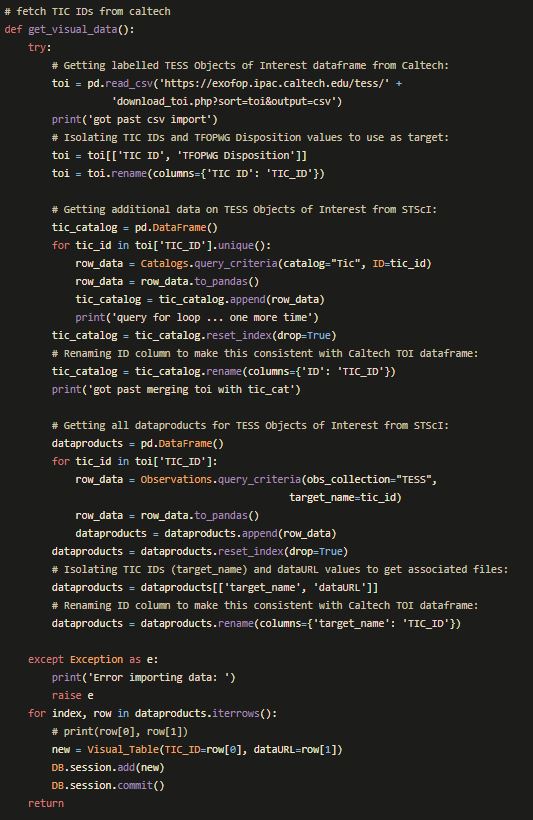 # fetch TIC IDs from caltech
def get_visual_data():
    try:
        # Getting labelled TESS Objects of Interest dataframe from Caltech:
        toi = pd.read_csv('https://exofop.ipac.caltech.edu/tess/' +
                  'download_toi.php?sort=toi&output=csv')
        print('got past csv import')
        # Isolating TIC IDs and TFOPWG Disposition values to use as target:
        toi = toi[['TIC ID', 'TFOPWG Disposition']]
        toi = toi.rename(columns={'TIC ID': 'TIC_ID'})

        # Getting additional data on TESS Objects of Interest from STScI:
        tic_catalog = pd.DataFrame()
        for tic_id in toi['TIC_ID'].unique():
            row_data = Catalogs.query_criteria(catalog="Tic", ID=tic_id)
            row_data = row_data.to_pandas()
            tic_catalog = tic_catalog.append(row_data)
            print('query for loop ... one more time')
        tic_catalog = tic_catalog.reset_index(drop=True)
        # Renaming ID column to make this consistent with Caltech TOI dataframe:
        tic_catalog = tic_catalog.rename(columns={'ID': 'TIC_ID'})
        print('got past merging toi with tic_cat')

        # Getting all dataproducts for TESS Objects of Interest from STScI:
        dataproducts = pd.DataFrame()
        for tic_id in toi['TIC_ID']:
            row_data = Observations.query_criteria(obs_collection="TESS",
                                                target_name=tic_id)
            row_data = row_data.to_pandas()
            dataproducts = dataproducts.append(row_data)
        dataproducts = dataproducts.reset_index(drop=True)
        # Isolating TIC IDs (target_name) and dataURL values to get associated files:
        dataproducts = dataproducts[['target_name', 'dataURL']]
        # Renaming ID column to make this consistent with Caltech TOI dataframe:
        dataproducts = dataproducts.rename(columns={'target_name': 'TIC_ID'})

    except Exception as e:
        print('Error importing data: ')
        raise e
    for index, row in dataproducts.iterrows():
        # print(row[0], row[1])
        new = Visual_Table(TIC_ID=row[0], dataURL=row[1])
        DB.session.add(new)
        DB.session.commit()
    return